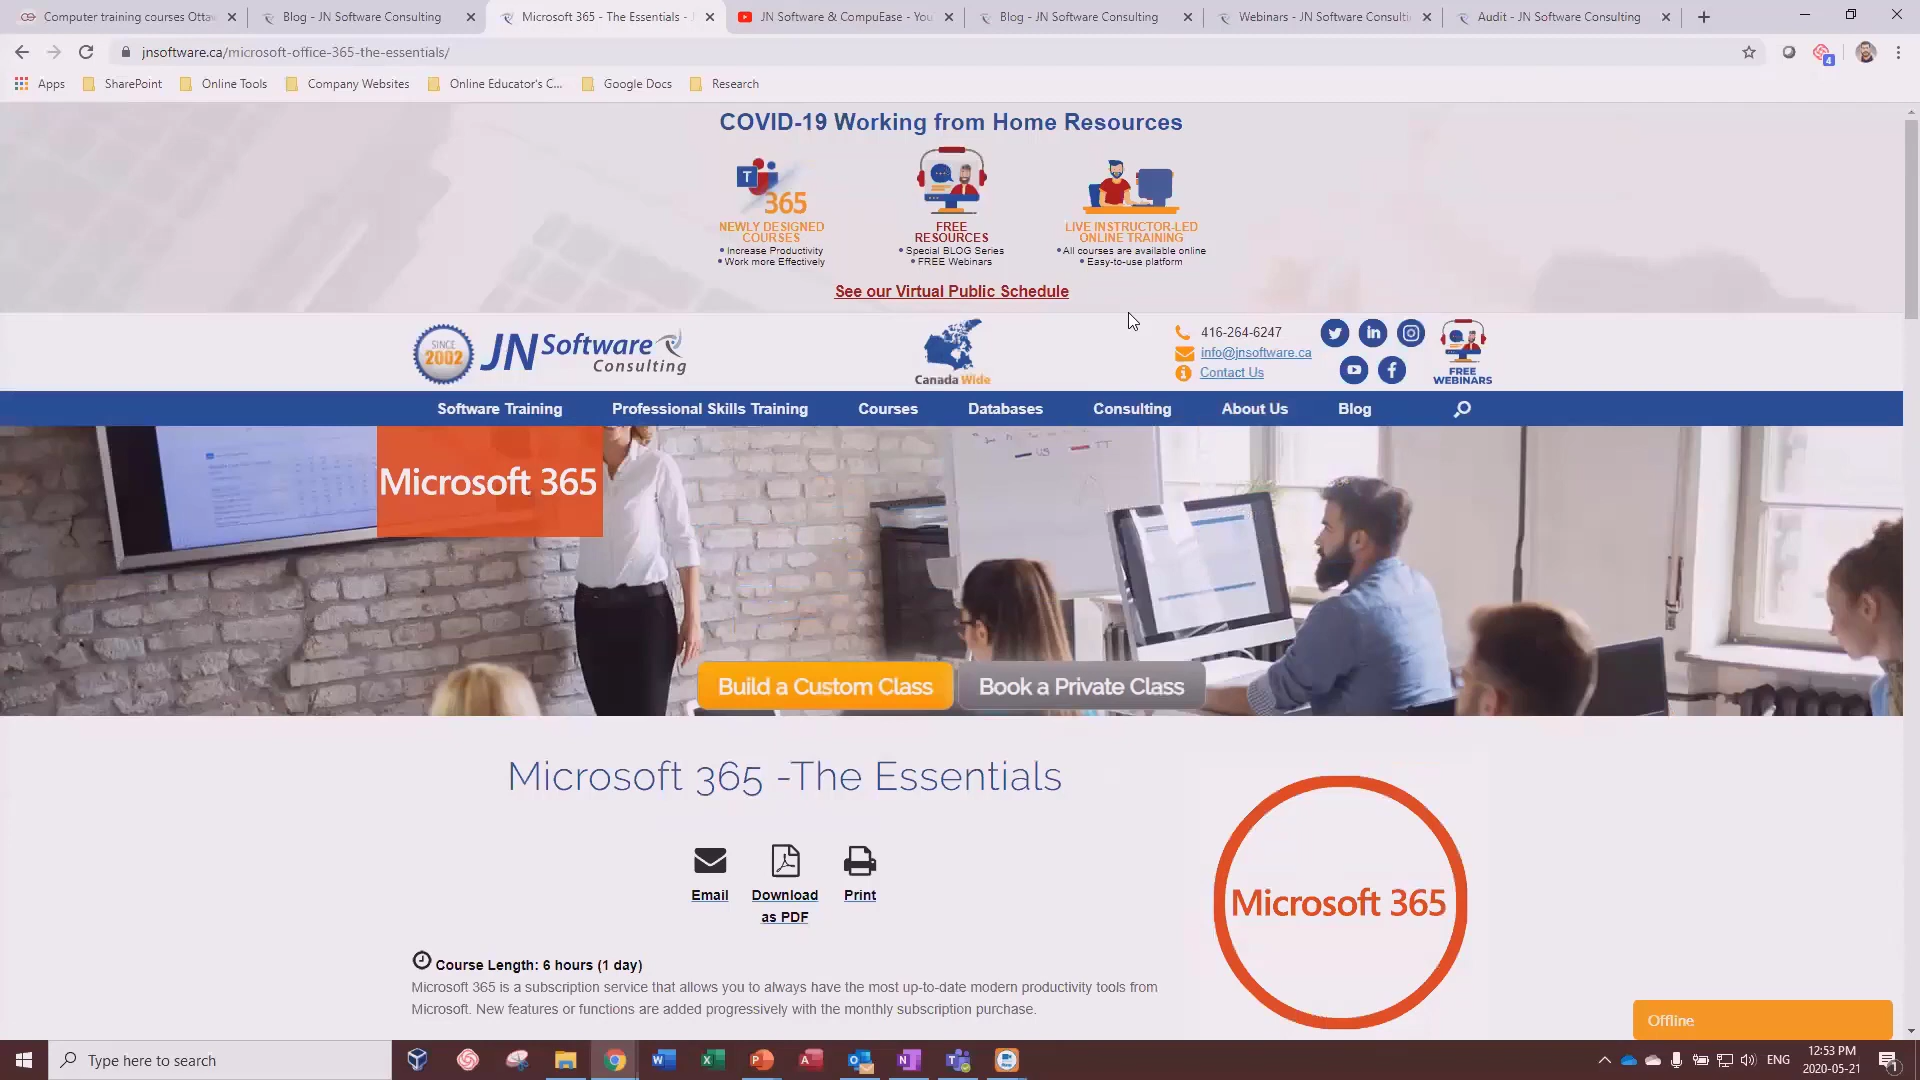 Computer training courses Ottaw
Blog - JN Software Consulting
Microsoft 365 - The Essentials -
JN Software & CompuEase - You
Blog - JN Software Consulting
Webinars - JN Software Consulti
Audit - JN Software Consulting
jnsoftware.ca/microsoft-office-365-the-essentials/
4
Apps
SharePoint
Online Tools
Company Websites
Online Educator's C...
Google Docs
Research
COVID-19 Working from Home Resources
T
365
NEWLY DESIGNED
COURSES
• Increase Productivity
• Work more Effectively
FREE
RESOURCES
• Special BLOG Series
• FREE Webinars
LIVE INSTRUCTOR-LED
ONLINE TRAINING
• All courses are available online
• Easy-to-use platform
See our Virtual Public Schedule
SINCE
2002
JN Software
Consulting
Canada Wide
416-264-6247
info@jnsoftware.ca
Contact Us
FREE
WEBINARS
Software Training
Professional Skills Training
Courses
Databases
Consulting
About Us
Blog
Microsoft 365
Build a Custom Class
Book a Private Class
Microsoft 365 -The Essentials
Email
Download
as PDF
Print
Microsoft 365
Course Length: 6 hours (1 day)
Microsoft 365 is a subscription service that allows you to always have the most up-to-date modern productivity tools from
Microsoft. New features or functions are added progressively with the monthly subscription purchase.
Offline
Type here to search
ENG
12:53 PM
2020-05-21
1